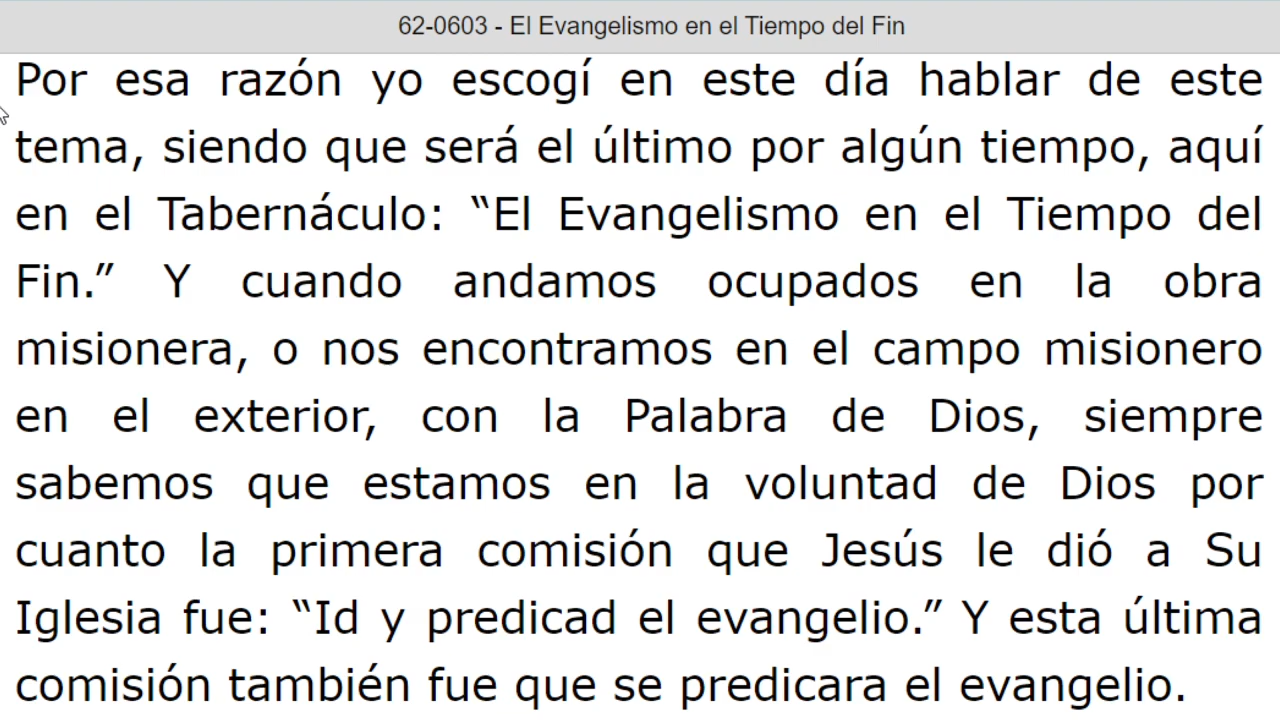 62-0603 - El Evangelismo en el Tiempo del Fin
Por esa razón yo escogí en este día hablar de este
tema, siendo que será el último por algún tiempo, aquí
en el Tabernáculo: “El Evangelismo en el Tiempo del
Fin.” Y cuando andamos ocupados en la obra
misionera, o nos encontramos en el campo misionero
en el exterior, con la Palabra de Dios, siempre
sabemos que estamos en la voluntad de Dios por
cuanto la primera comisión que Jesús le dió a Su
Iglesia fue: “Id y predicad el evangelio.” Y esta última
comisión también fue que se predicara el evangelio.